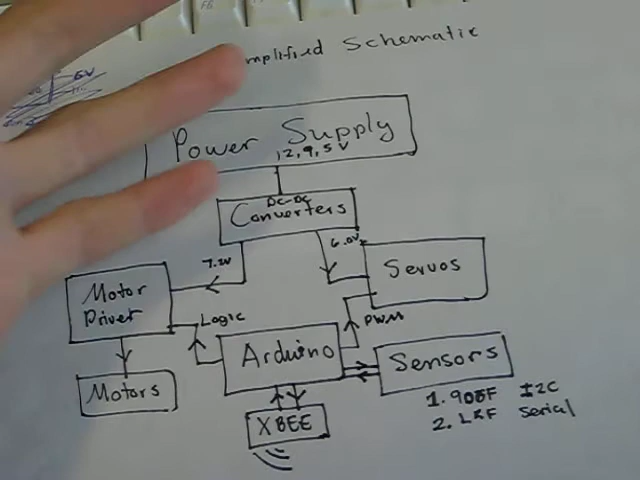 mplified Schematic
6V
Power Supply
12, 9, 5 V
DC-DC
Converters
7.2V
6.0V
Servos
Motor
Driver
Logic
PWM
Arduino
Sensors
Motors
1. 9DOF I2C
2. LRF Serial
XBEE